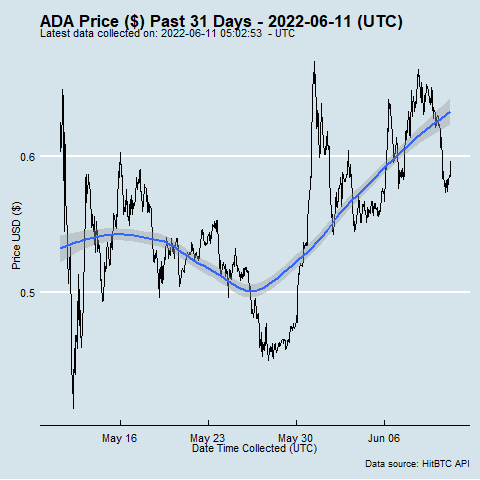 ADA Price ($) Past 31 Days - 2022-06-11 (UTC)
Latest data collected on: 2022-06-11 05:02:53  - UTC
Price USD ($)
0.6
0.5
May 16 May 23 May 30 Jun 06
Date Time Collected (UTC)
Data source: HitBTC API